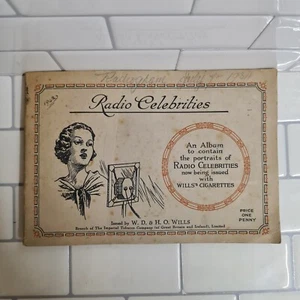 Radio Celebrities
An Album
to contain
the portraits of
RADIO CELEBRITIES
now being issued
with
WILLS'S CIGARETTES
PRICE
ONE
PENNY
Issued by W. D. & H. O. WILLS
Branch of The Imperial Tobacco Company (of Great Britain and Ireland), Limited